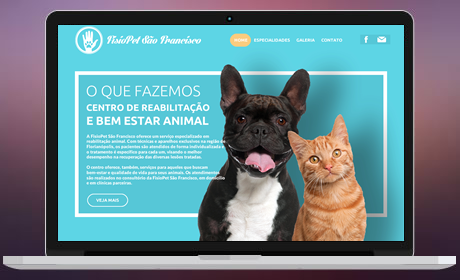 FisioPet São Francisco
HOME ESPECIALIDADES GALERIA CONTATO
O QUE FAZEMOS
CENTRO DE REABILITAÇÃO
E BEM ESTAR ANIMAL
A FisioPet São Francisco oferece um serviço especializado em
reabilitação animal. Com técnicas e aparelhos exclusivos na região de
Florianópolis, os pacientes são atendidos de forma individualizada e
o tratamento é específico para cada um, visando o melhor
desempenho na recuperação das diversas lesões tratadas.
O centro oferece, também, serviços para aqueles que buscam
bem estar e qualidade de vida para seus animais. Os atendimentos
são realizados no consultório da FisioPet São Francisco, em domicílio
e em clínicas parceiras.
VEJA MAIS